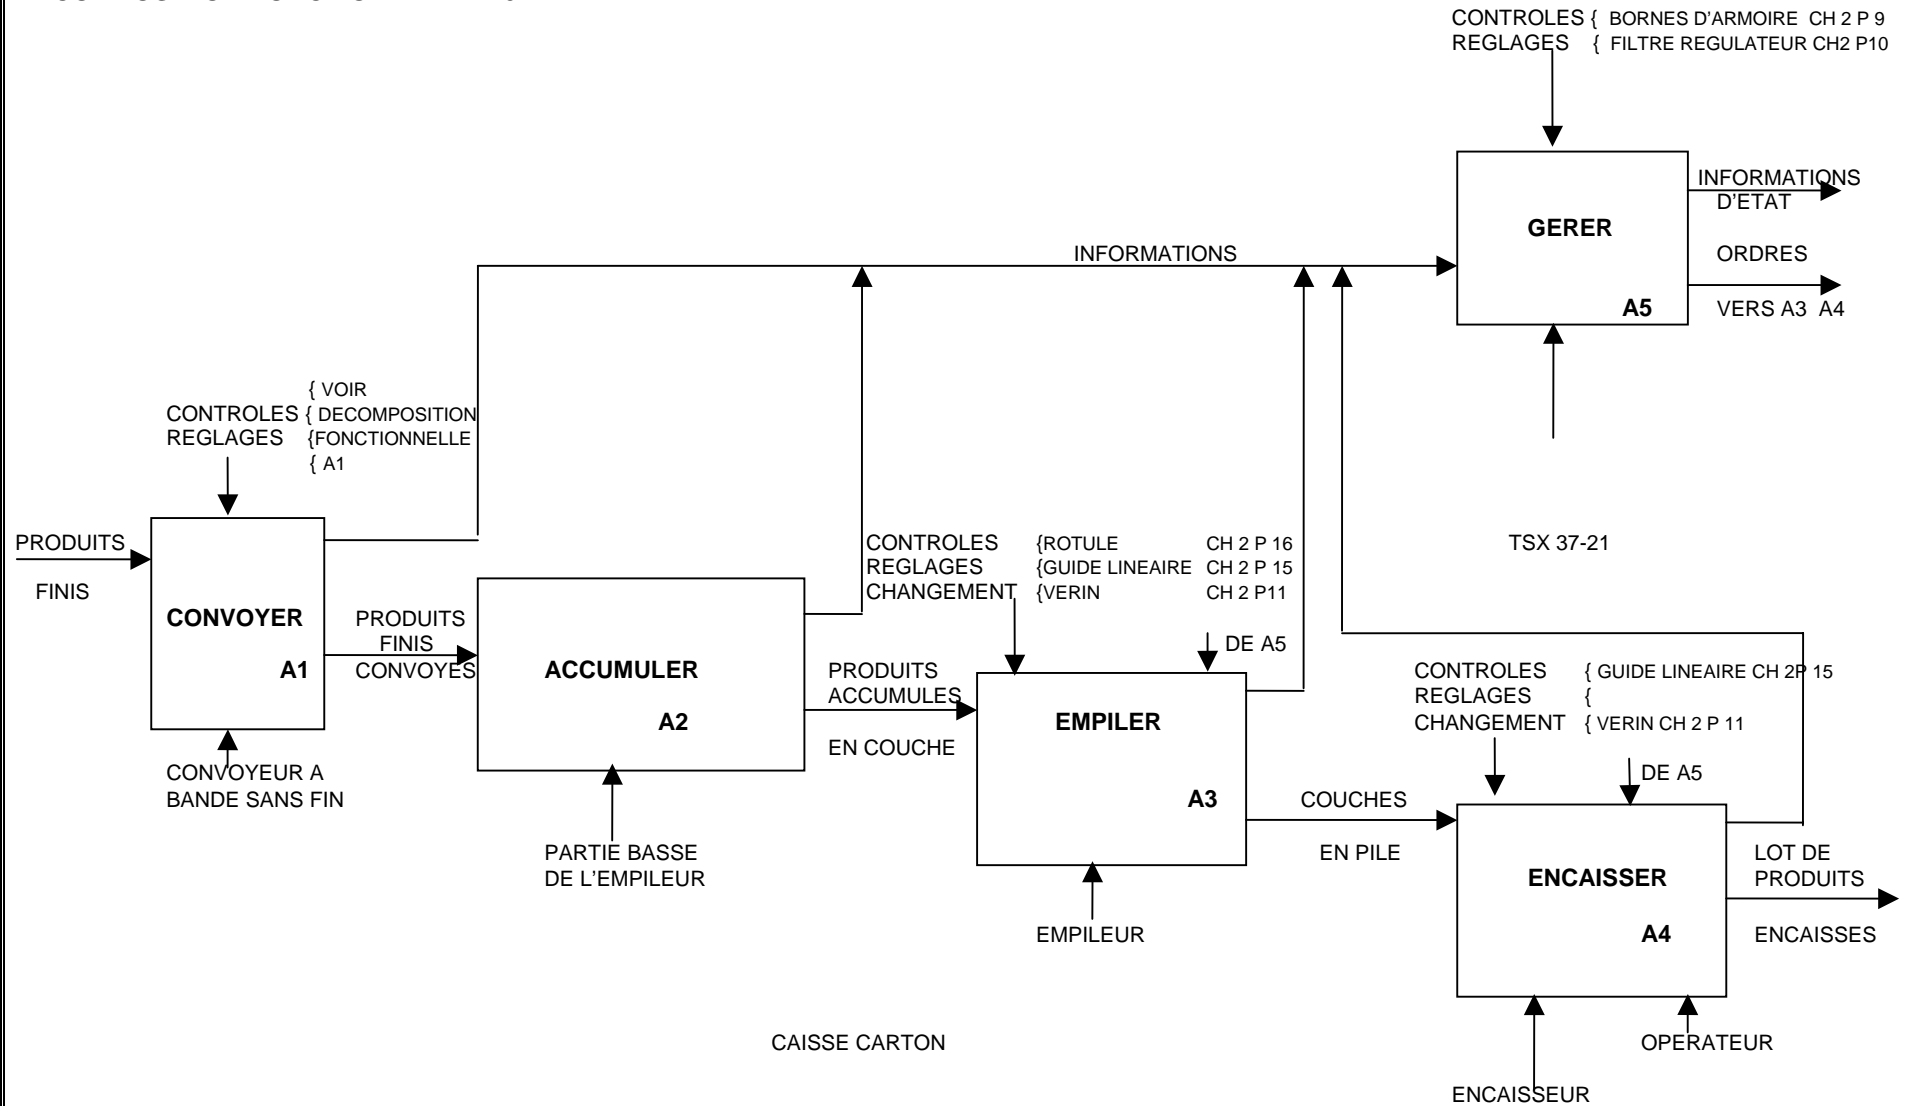 CONTROLES { BORNES D'ARMOIRE CH 2 P 9
REGLAGES { FILTRE REGULATEUR CH2 P10
INFORMATIONS
D'ETAT
GERER
INFORMATIONS
ORDRES
A5
VERS A3 A4
{ VOIR
CONTROLES { DECOMPOSITION
REGLAGES {FONCTIONNELLE
{ A1
PRODUITS
FINIS
CONVOYER
A1
PRODUITS
FINIS
CONVOYES
CONVOYEUR A
BANDE SANS FIN
ACCUMULER
A2
PARTIE BASSE
DE L'EMPILEUR
CONTROLES {ROTULE CH 2 P 16
REGLAGES {GUIDE LINEAIRE CH 2 P 15
CHANGEMENT {VERIN CH 2 P11
TSX 37-21
DE A5
PRODUITS
ACCUMULES
EN COUCHE
EMPILER
A3
EMPILEUR
CONTROLES { GUIDE LINEAIRE CH 2P 15
REGLAGES {
CHANGEMENT { VERIN CH 2 P 11
DE A5
COUCHES
EN PILE
ENCAISSER
A4
LOT DE
PRODUITS
ENCAISSES
CAISSE CARTON
OPERATEUR
ENCAISSEUR